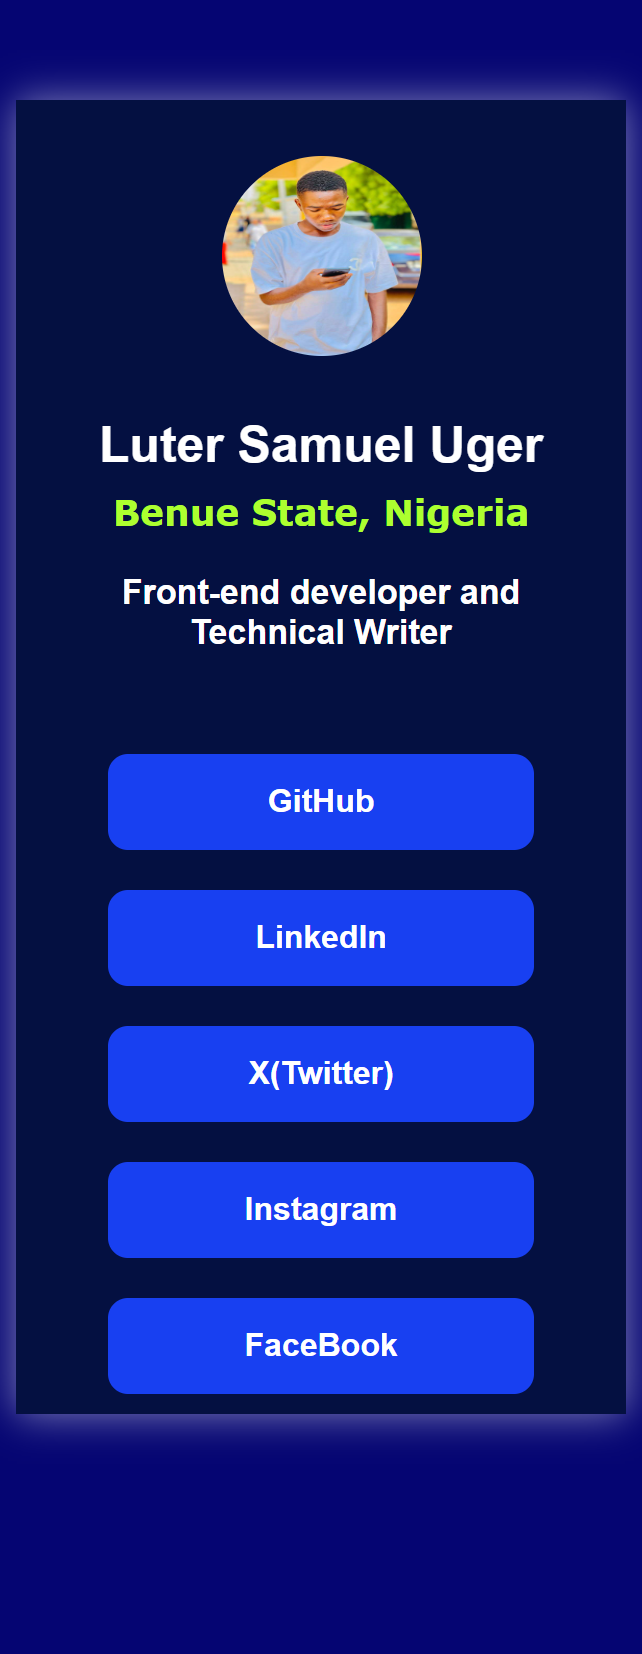 Luter Samuel Uger
Benue State, Nigeria
Front-end developer and
Technical Writer
GitHub
LinkedIn
X(Twitter)
Instagram
FaceBook